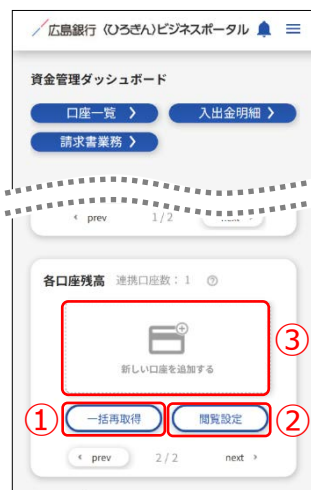 広島銀行 〈ひろぎん〉ビジネスポータル
資金管理ダッシュボード
口座一覧 入出金明細
請求書業務
prev 1/2
各口座残高 連携口座数： 1 ?
新しい口座を追加する
③
① 一括再取得 閲覧設定 ②
prev 2/2 next